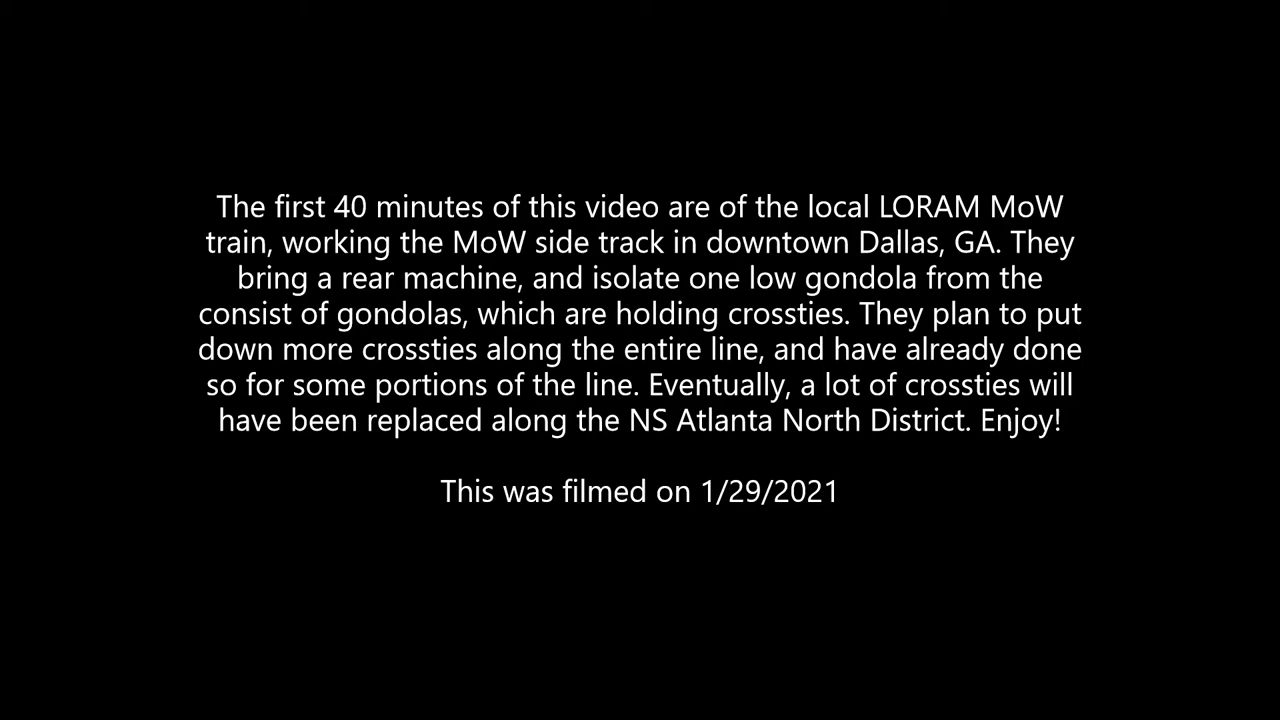 The first 40 minutes of this video are of the local LORAM MoW
train, working the MoW side track in downtown Dallas, GA. They
bring a rear machine, and isolate one low gondola from the
consist of gondolas, which are holding crossties. They plan to put
down more crossties along the entire line, and have already done
so for some portions of the line. Eventually, a lot of crossties will
have been replaced along the NS Atlanta North District. Enjoy!
This was filmed on 1/29/2021